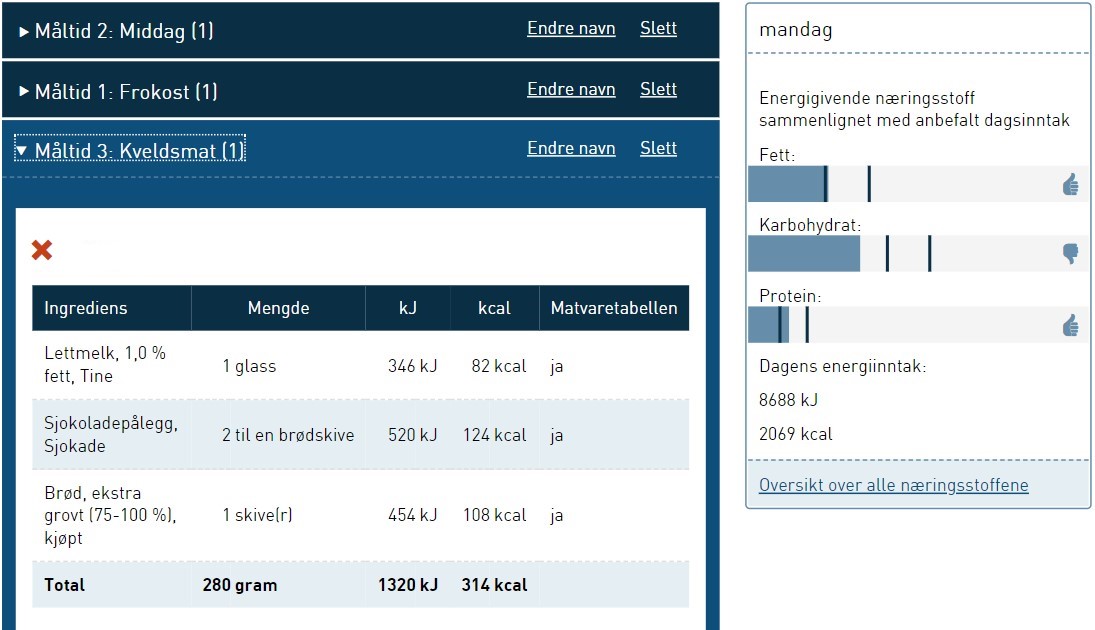 Måltid 2: Middag (1) Endre navn Slett
Måltid 1: Frokost (1) Endre navn Slett
Måltid 3: Kveldsmat (1) Endre navn Slett
Ingrediens Mengde kJ kcal Matvaretabellen
Lettmelk, 1,0 %
fett, Tine
1 glass 346 kJ 82 kcal ja
Sjokoladepålegg,
Sjokade
2 til en brødskive 520 kJ 124 kcal ja
Brød, ekstra
grovt (75-100 %),
kjøpt
1 skive(r) 454 kJ 108 kcal ja
Total 280 gram 1320 kJ 314 kcal
mandag
Energigivende næringsstoff
sammenlignet med anbefalt dagsinntak
Fett:
Karbohydrat:
Protein:
Dagens energiinntak:
8688 kJ
2069 kcal
Oversikt over alle næringsstoffene